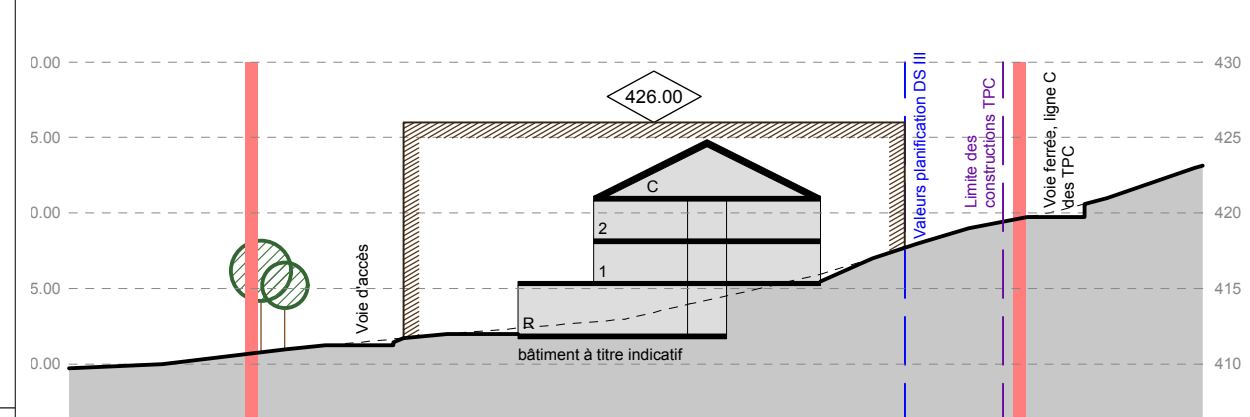 0.00
430
426.00
5.00
425
Valeurs planification DS III
Limite des
constructions TPC
Voie ferrée, ligne C
des TPC
C
0.00
420
2
Voie d'accès
1
5.00
415
R
bâtiment à titre indicatif
0.00
410